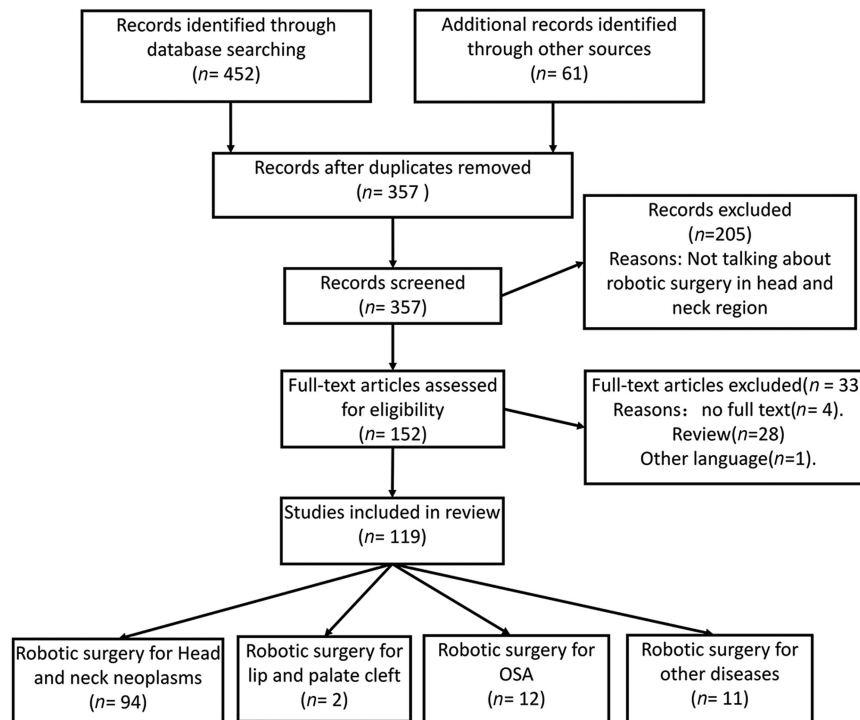 Records identified through
database searching
(n= 452)
Additional records identified
through other sources
(n= 61)
Records after duplicates removed
(n= 357 )
Records excluded
(n=205)
Reasons: Not talking about
robotic surgery in head and
neck region
Records screened
(n= 357)
Full-text articles assessed
for eligibility
(n= 152)
Full-text articles excluded(n = 33
Reasons：no full text(n= 4).
Review(n=28)
Other language(n=1).
Studies included in review
(n= 119)
Robotic surgery for Head
and neck neoplasms
(n= 94)
Robotic surgery for
lip and palate cleft
(n= 2)
Robotic surgery for
OSA
(n= 12)
Robotic surgery for
other diseases
(n= 11)